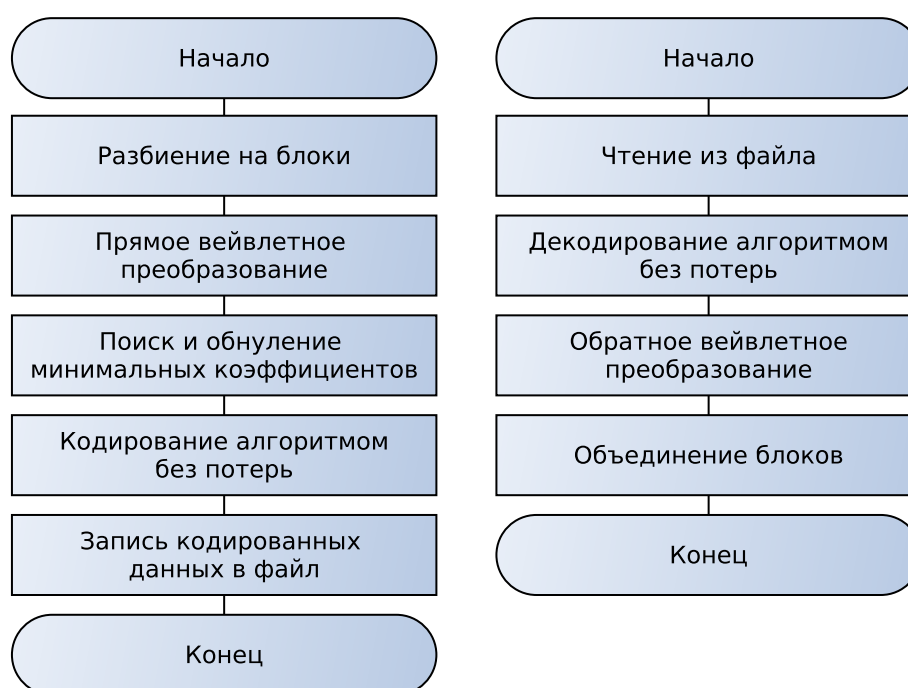 Начало
Разбиение на блоки
Прямое вейвлетное
преобразование
Поиск и обнуление
минимальных коэффициентов
Кодирование алгоритмом
без потерь
Запись кодированных
данных в файл
Конец
Начало
Чтение из файла
Декодирование алгоритмом
без потерь
Обратное вейвлетное
преобразование
Объединение блоков
Конец